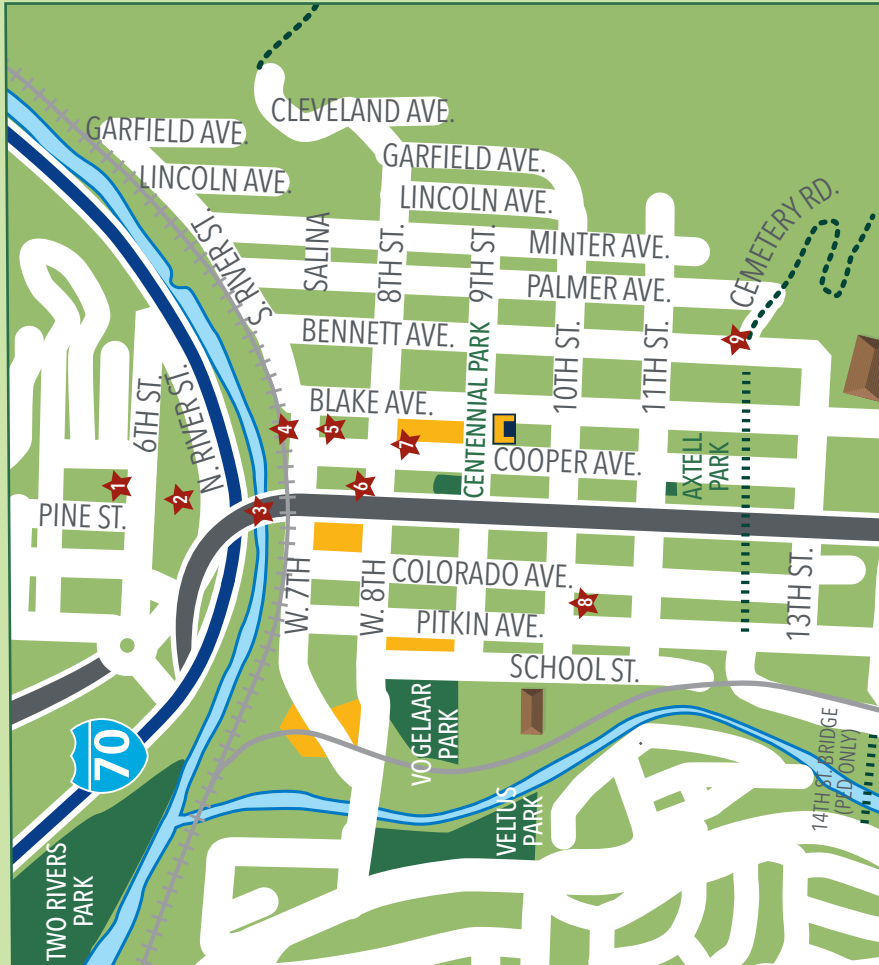 GARFIELD AVE.
CLEVELAND AVE.
GARFIELD AVE.
LINCOLN AVE.
LINCOLN AVE.
S. RIVER ST.
SALINA
8TH ST.
9TH ST.
MINTER AVE.
PALMER AVE.
CEMETERY RD.
BENNETT AVE.
10TH ST.
11TH ST.
9
6TH ST.
N. RIVER ST.
BLAKE AVE.
4
5
7
CENTENNIAL PARK
COOPER AVE.
AXTELL
PARK
1
2
3
6
PINE ST.
W. 7TH
W. 8TH
COLORADO AVE.
8
13TH ST.
PITKIN AVE.
SCHOOL ST.
70
VOGELAAR
PARK
14TH ST. BRIDGE
(PED ONLY)
VELTUS
PARK
TWO RIVERS
PARK